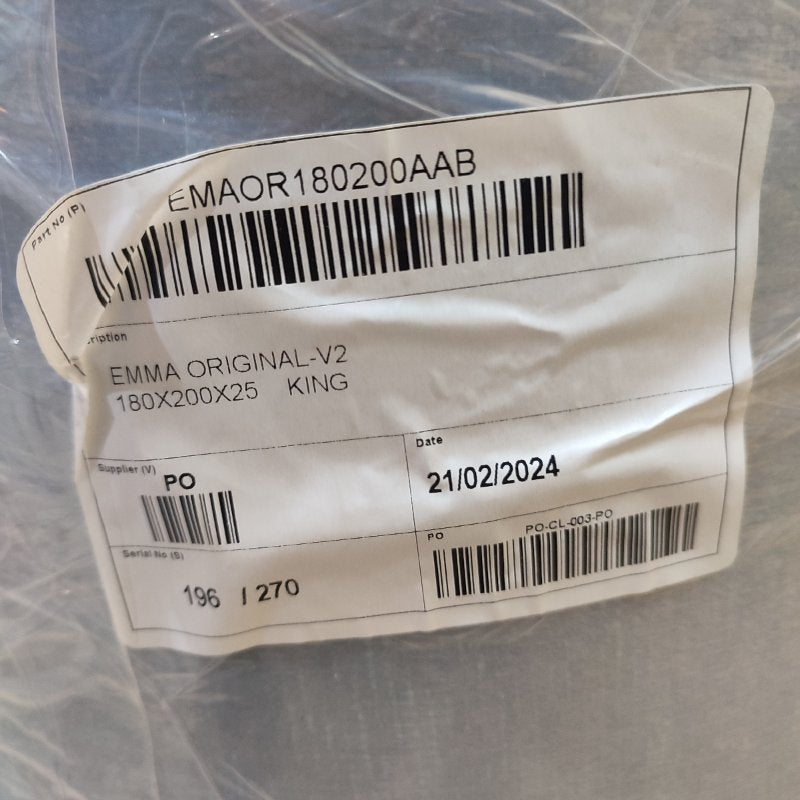 Part No (P)
EMAOR180200AAB
ription
EMMA ORIGINAL-V2
180X200X25 KING
Supplier (V)
PO
Date
21/02/2024
Serial No (S)
196 / 270
PO
PO-CL-003-PO